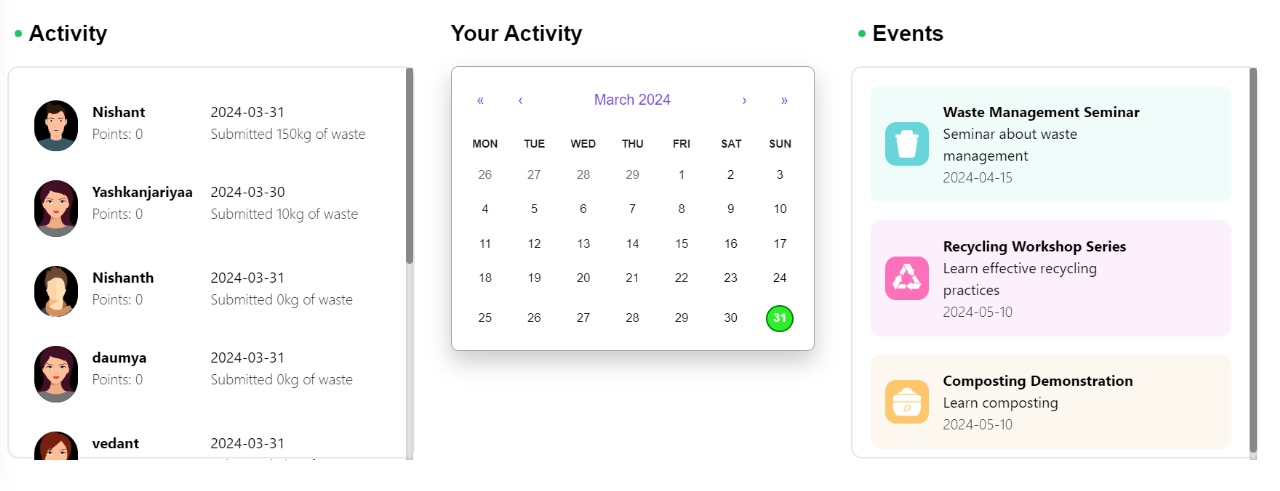 Activity
Nishant
2024-03-31
Points: 0
Submitted 150kg of waste
Yashkanjariyaa
2024-03-30
Points: 0
Submitted 10kg of waste
Nishanth
2024-03-31
Points: 0
Submitted 0kg of waste
daumya
2024-03-31
Points: 0
Submitted 0kg of waste
vedant
2024-03-31
Your Activity
« ‹ March 2024 › »
MON TUE WED THU FRI SAT SUN
26 27 28 29 1 2 3
4 5 6 7 8 9 10
11 12 13 14 15 16 17
18 19 20 21 22 23 24
25 26 27 28 29 30 31
Events
Waste Management Seminar
Seminar about waste
management
2024-04-15
Recycling Workshop Series
Learn effective recycling
practices
2024-05-10
Composting Demonstration
Learn composting
2024-05-10